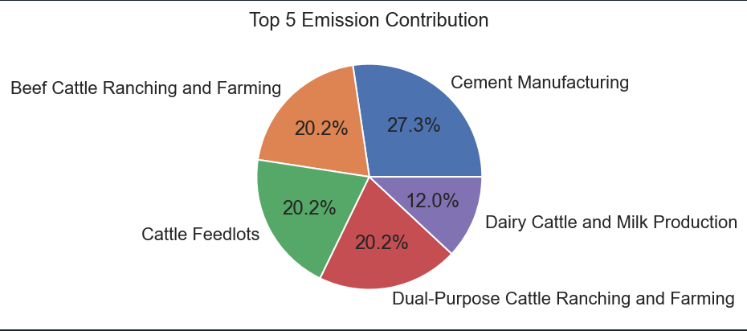 Top 5 Emission Contribution
Cement Manufacturing
27.3%
Beef Cattle Ranching and Farming
20.2%
Cattle Feedlots
20.2%
Dual-Purpose Cattle Ranching and Farming
20.2%
Dairy Cattle and Milk Production
12.0%